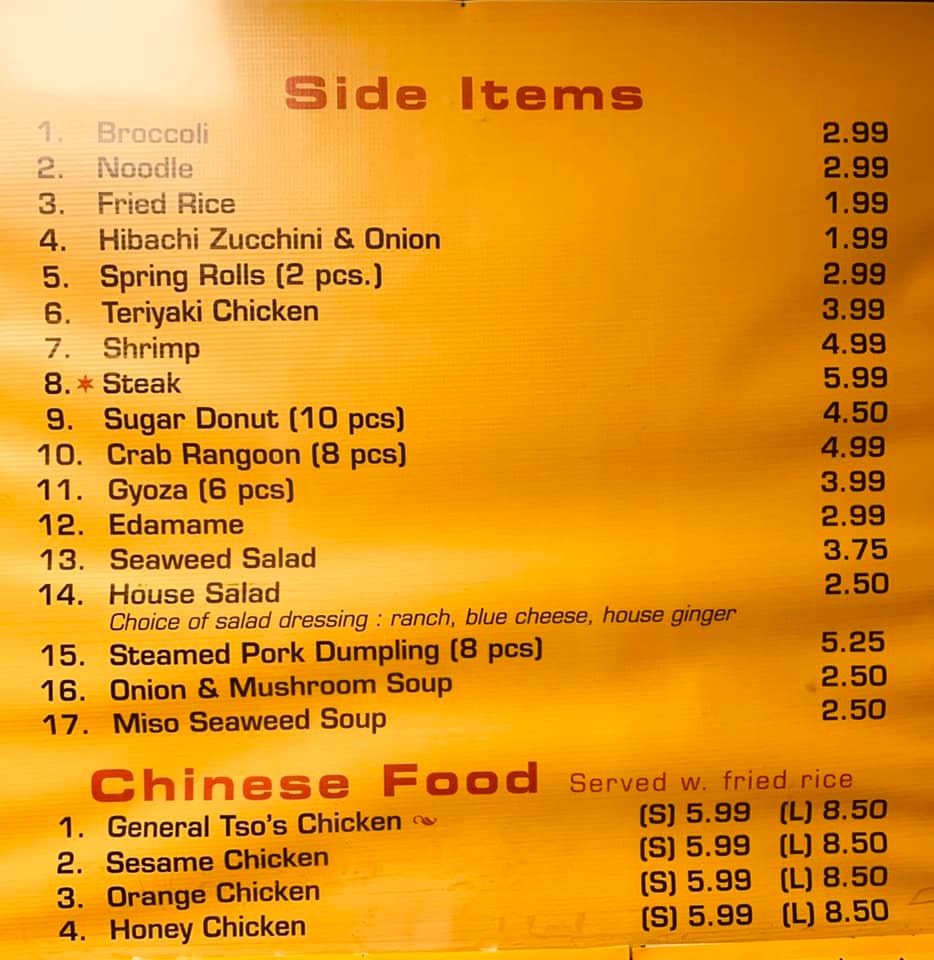 Side Items
1. Broccoli 2.99
2. Noodle 2.99
3. Fried Rice 1.99
4. Hibachi Zucchini & Onion 1.99
5. Spring Rolls (2 pcs.) 2.99
6. Teriyaki Chicken 3.99
7. Shrimp 4.99
8. ✶ Steak 5.99
9. Sugar Donut (10 pcs) 4.50
10. Crab Rangoon (8 pcs) 4.99
11. Gyoza (6 pcs) 3.99
12. Edamame 2.99
13. Seaweed Salad 3.75
14. House Salad 2.50
Choice of salad dressing : ranch, blue cheese, house ginger
15. Steamed Pork Dumpling (8 pcs) 5.25
16. Onion & Mushroom Soup 2.50
17. Miso Seaweed Soup 2.50
Chinese Food Served w. fried rice
1. General Tso's Chicken (S) 5.99 (L) 8.50
2. Sesame Chicken (S) 5.99 (L) 8.50
3. Orange Chicken (S) 5.99 (L) 8.50
4. Honey Chicken (S) 5.99 (L) 8.50